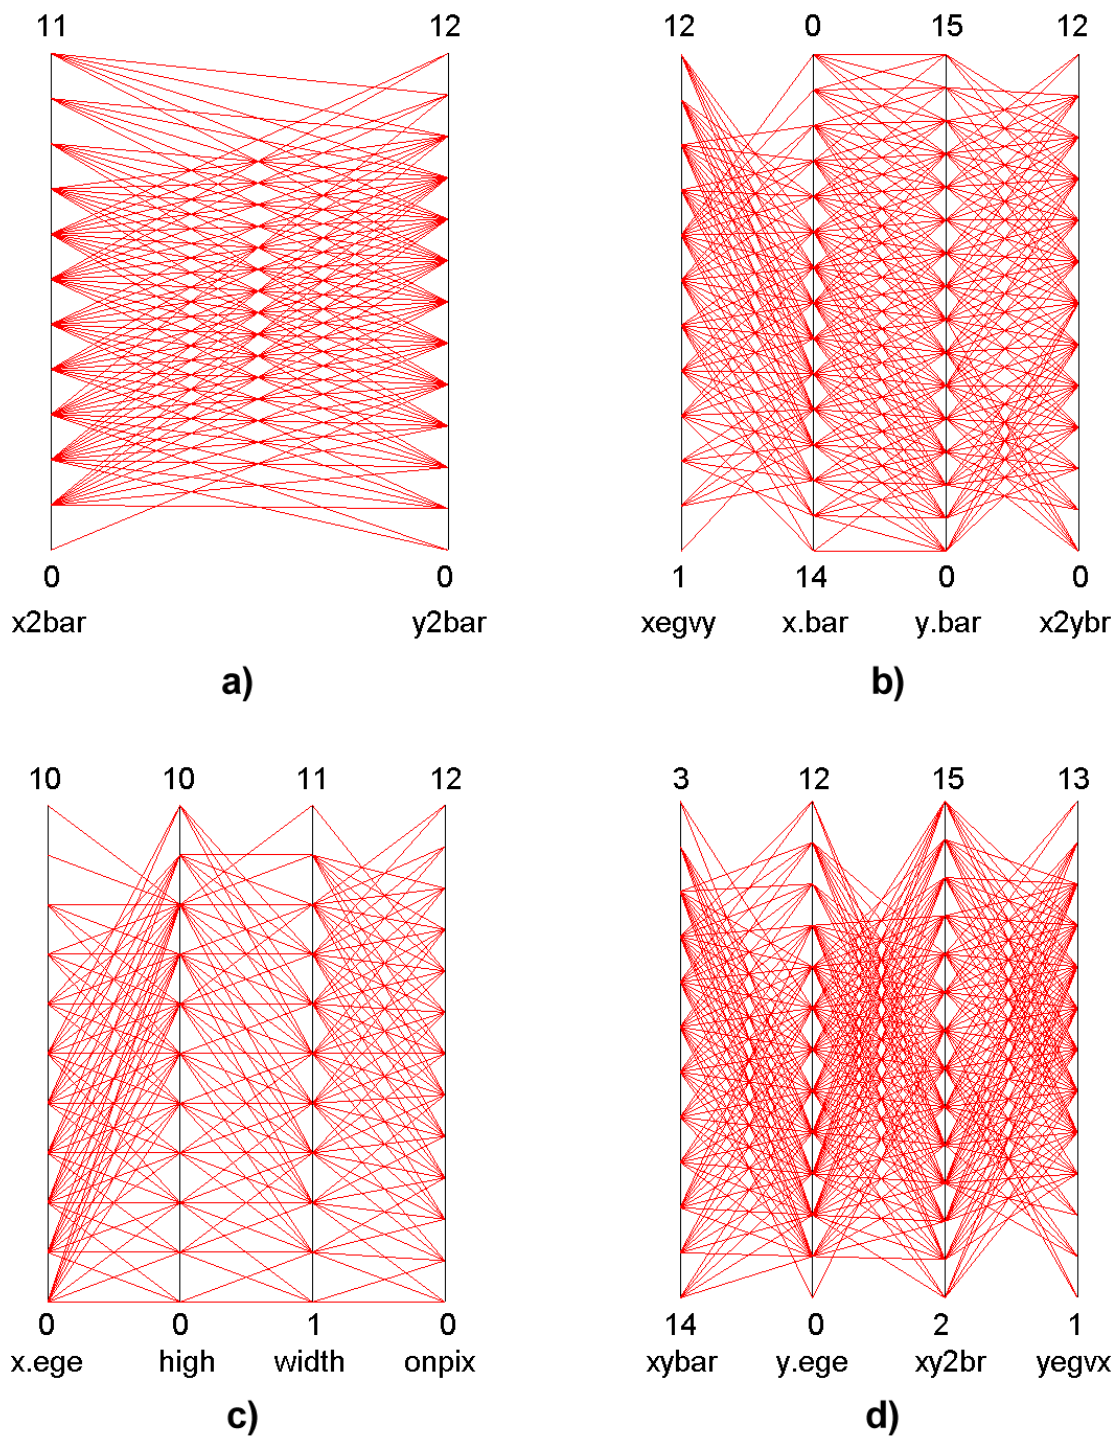 11 12
0 0
x2bar y2bar
a)
12 0 15 12
1 14 0 0
xegvy x.bar y.bar x2ybr
b)
10 10 11 12
0 0 1 0
x.ege high width onpix
c)
3 12 15 13
14 0 2 1
xybar y.ege xy2br yegvx
d)